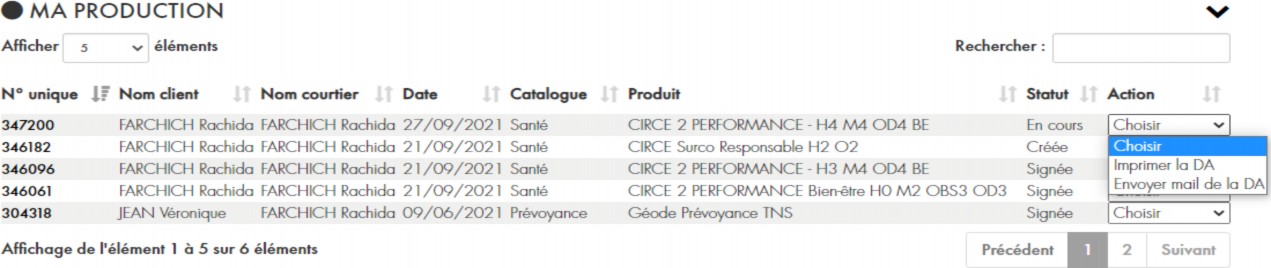 MA PRODUCTION
Afficher 5 éléments Rechercher :
N° unique Nom client Nom courtier Date Catalogue Produit Statut Action
347200 FARCHICH Rachida FARCHICH Rachida 27/09/2021 Santé CIRCE 2 PERFORMANCE - H4 M4 OD4 BE En cours Choisir
346182 FARCHICH Rachida FARCHICH Rachida 21/09/2021 Santé CIRCE Surco Responsable H2 O2 Créée Choisir
346096 FARCHICH Rachida FARCHICH Rachida 21/09/2021 Santé CIRCE 2 PERFORMANCE - H3 M4 OD4 BE Signée Imprimer la DA
346061 FARCHICH Rachida FARCHICH Rachida 21/09/2021 Santé CIRCE 2 PERFORMANCE Bien-être H0 M2 OBS3 OD3 Signée Envoyer mail de la DA
304318 JEAN Véronique FARCHICH Rachida 09/06/2021 Prévoyance Géode Prévoyance TNS Signée Choisir
Affichage de l'élément 1 à 5 sur 6 éléments Précédent 1 2 Suivant